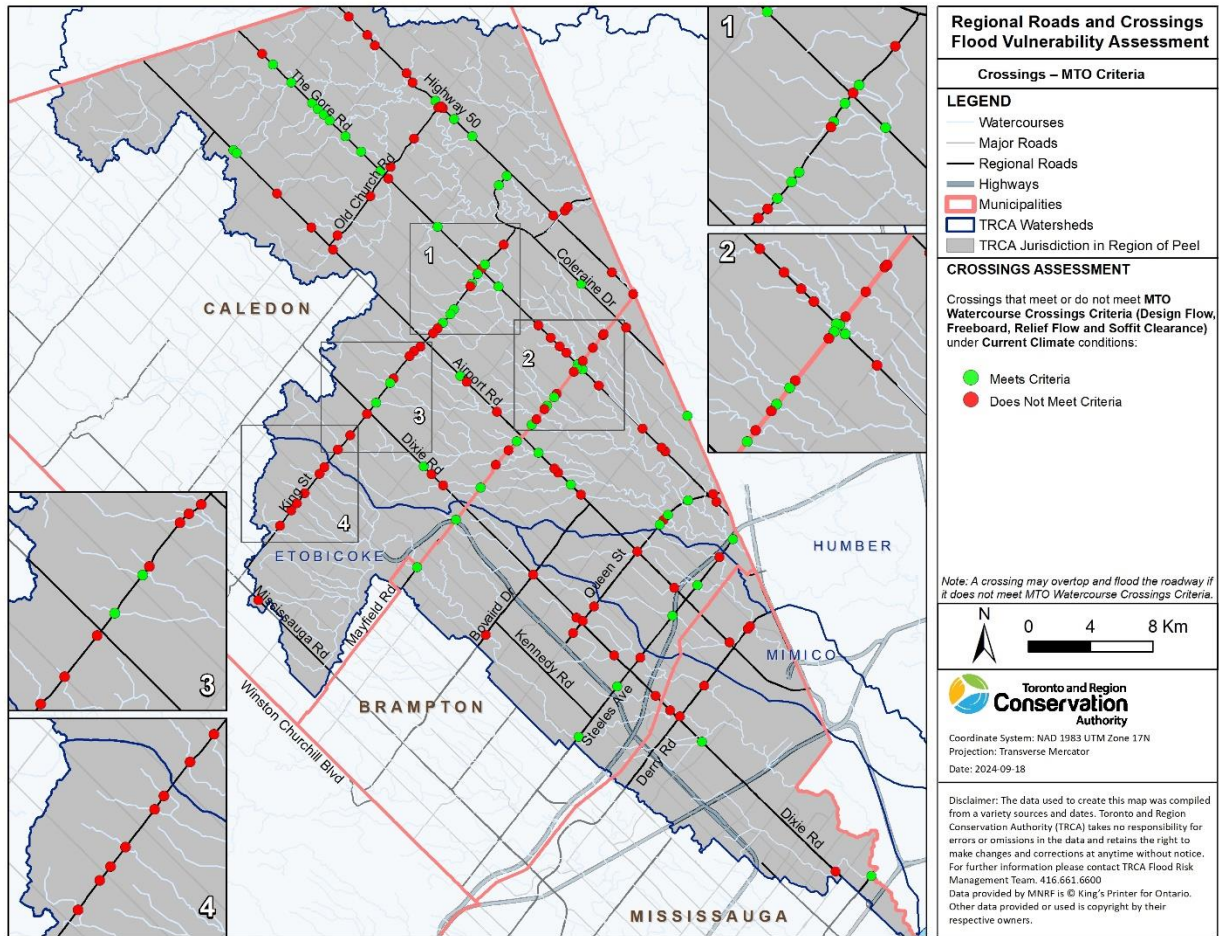 1
2
3
4
The Gore Rd
Highway 50
Old Church Rd
1
Coleraine Dr
CALEDON
2
Airport Rd
3
Dixie Rd
King St
4
ETOBICOKE
HUMBER
Queen St
Mississauga Rd
Mayfield Rd
Bovaird Dr
Kennedy Rd
MIMICO
BRAMPTON
Steeles Ave
Winston Churchill Blvd
Derry Rd
Dixie Rd
MISSISSAUGA
Regional Roads and Crossings
Flood Vulnerability Assessment
Crossings – MTO Criteria
LEGEND
Watercourses
Major Roads
Regional Roads
Highways
Municipalities
TRCA Watersheds
TRCA Jurisdiction in Region of Peel
CROSSINGS ASSESSMENT
Crossings that meet or do not meet MTO
Watercourse Crossings Criteria (Design Flow,
Freeboard, Relief Flow and Soffit Clearance)
under Current Climate conditions:
Meets Criteria
Does Not Meet Criteria
Note: A crossing may overtop and flood the roadway if
it does not meet MTO Watercourse Crossings Criteria.
N
0 4 8 Km
Toronto and Region
Conservation
Authority
Coordinate System: NAD 1983 UTM Zone 17N
Projection: Transverse Mercator
Date: 2024-09-18
Disclaimer: The data used to create this map was compiled
from a variety sources and dates. Toronto and Region
Conservation Authority (TRCA) takes no responsibility for
errors or omissions in the data and retains the right to
make changes and corrections at anytime without notice.
For further information please contact TRCA Flood Risk
Management Team. 416.661.6600
Data provided by MNRF is © King's Printer for Ontario.
Other data provided or used is copyright by their
respective owners.